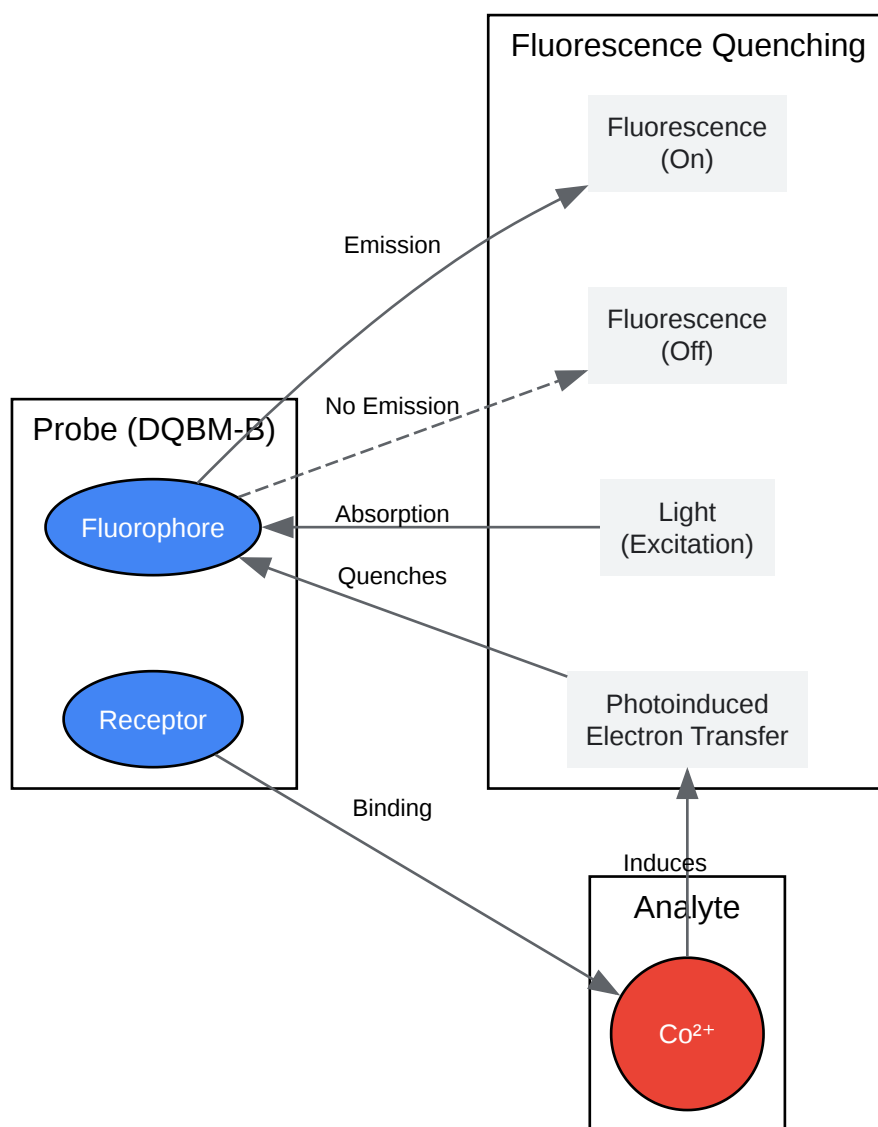 Fluorescence Quenching
Fluorescence
(On)
Emission
Fluorescence
(Off)
No Emission
Probe (DQBM-B)
Fluorophore
Absorption
Light
(Excitation)
Quenches
Receptor
Photoinduced
Electron Transfer
Binding
Induces
Analyte
Co²⁺